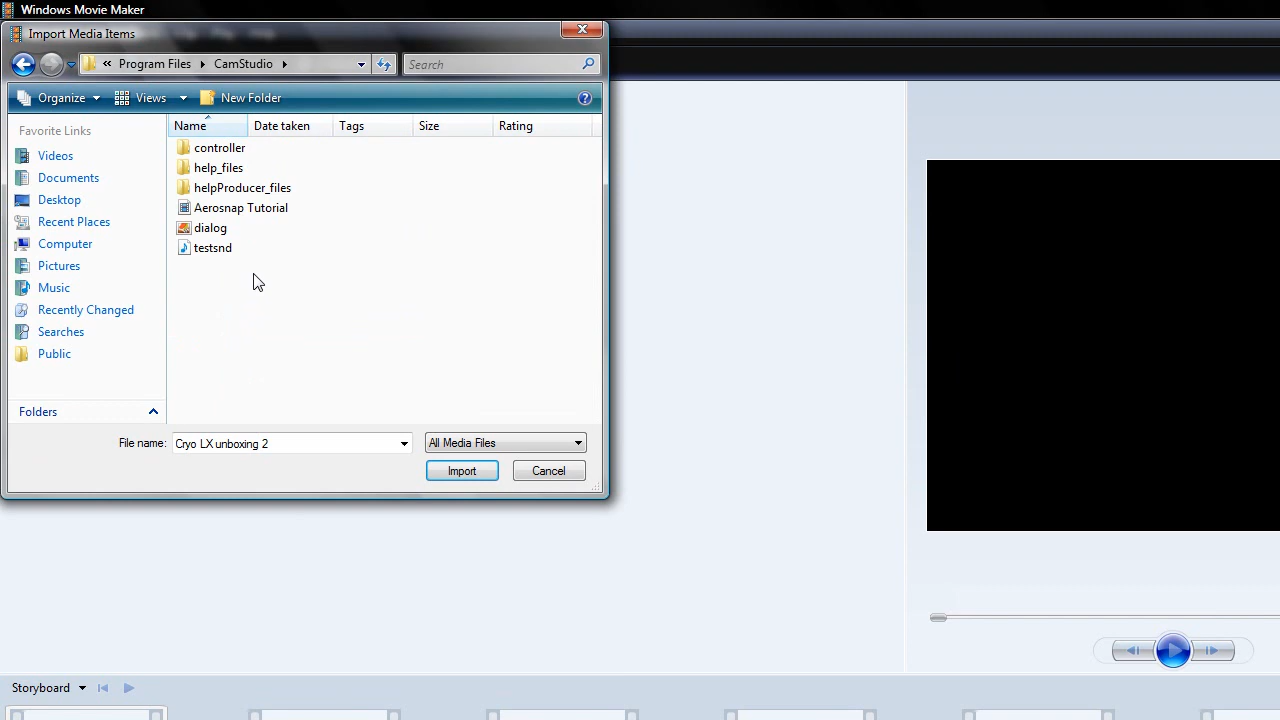 Windows Movie Maker
Import Media Items
« Program Files CamStudio
Search
Organize Views New Folder
Favorite Links
Videos
Documents
Desktop
Recent Places
Computer
Pictures
Music
Recently Changed
Searches
Public
Folders
Name Date taken Tags Size Rating
controller
help_files
helpProducer_files
Aerosnap Tutorial
dialog
testsnd
File name: Cryo LX unboxing 2 All Media Files
Import Cancel
Storyboard